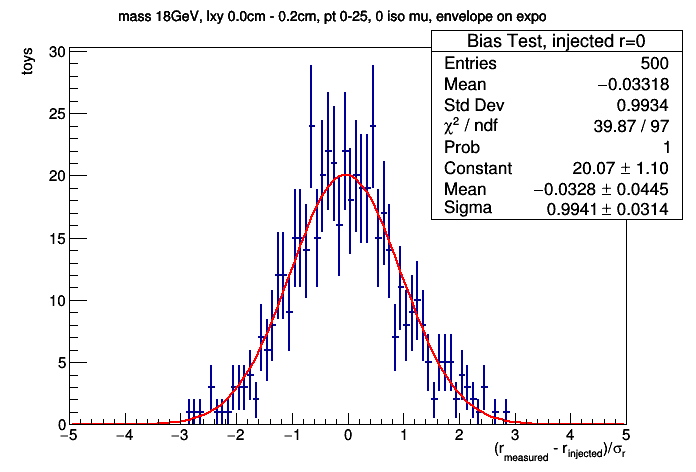 mass 18GeV, lxy 0.0cm - 0.2cm, pt 0-25, 0 iso mu, envelope on expo
Bias Test, injected r=0
Entries 500
Mean −0.03318
Std Dev 0.9934
χ² / ndf 39.87 / 97
Prob 1
Constant 20.07 ± 1.10
Mean −0.0328 ± 0.0445
Sigma 0.9941 ± 0.0314
toys
30
25
20
15
10
5
0
−5 −4 −3 −2 −1 0 1 2 3 4 5
(r_measured - r_injected)/σ_r